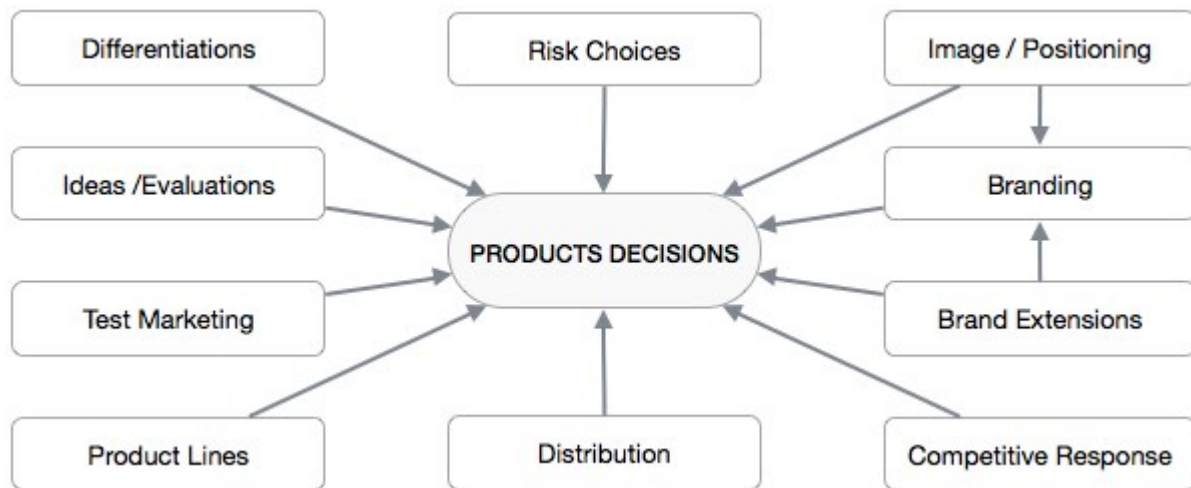 Differentiations
Risk Choices
Image / Positioning
Ideas /Evaluations
Branding
PRODUCTS DECISIONS
Test Marketing
Brand Extensions
Product Lines
Distribution
Competitive Response